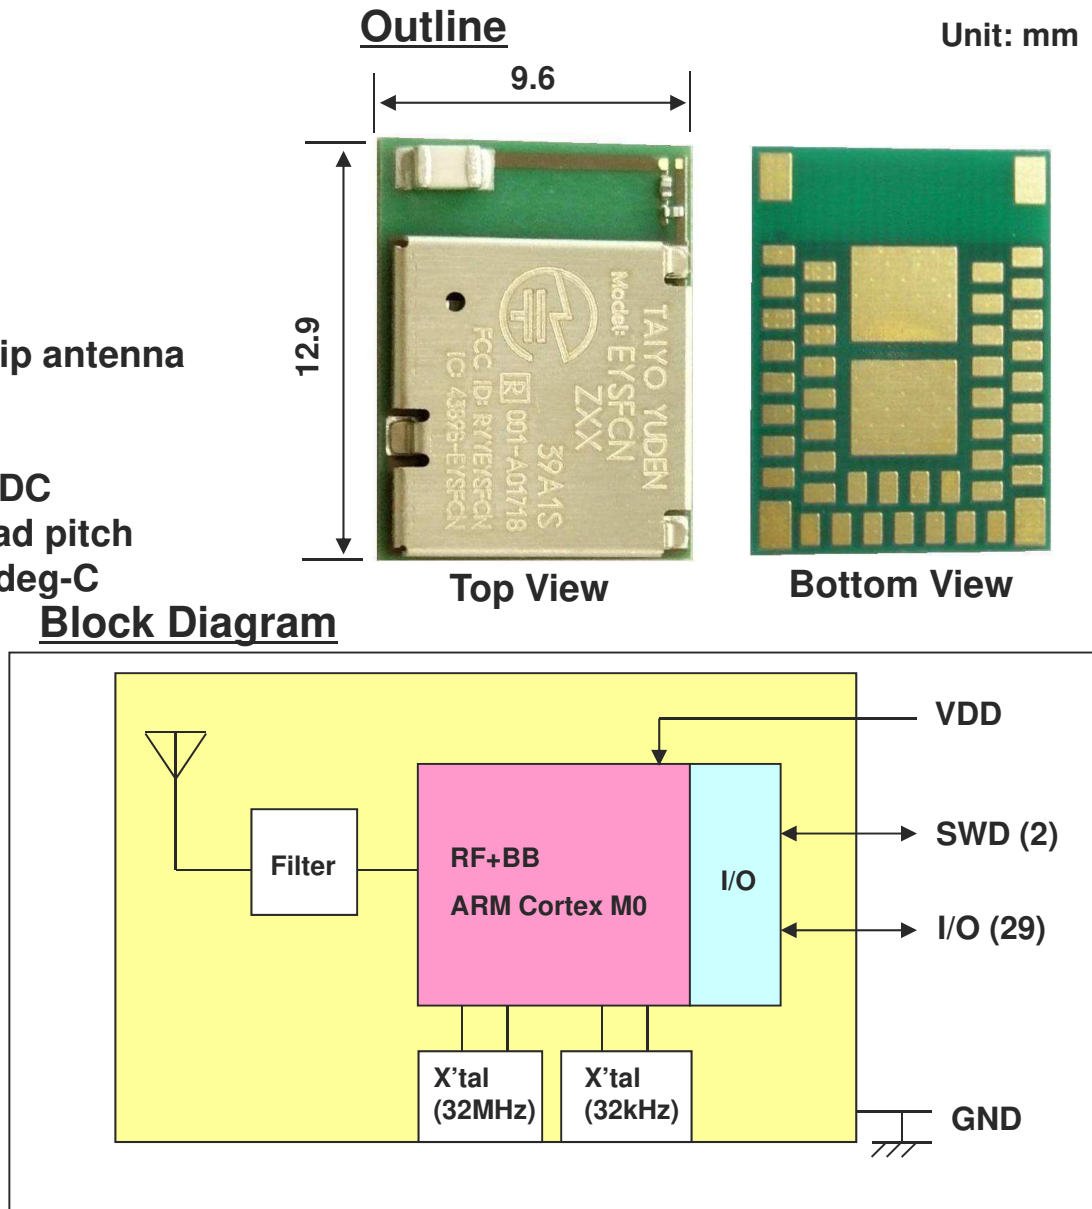 Outline
Unit: mm
9.6
12.9
TAIYO YUDEN
Model: EYSFCN
ZXX
39A1S
R 001-A01718
FCC ID: RYYEYSFCN
IC: 4389B-EYSFCN
ip antenna
DC
ad pitch
deg-C
Top View
Bottom View
Block Diagram
VDD
SWD (2)
I/O (29)
GND
Filter
RF+BB
ARM Cortex M0
I/O
X’tal
(32MHz)
X’tal
(32kHz)